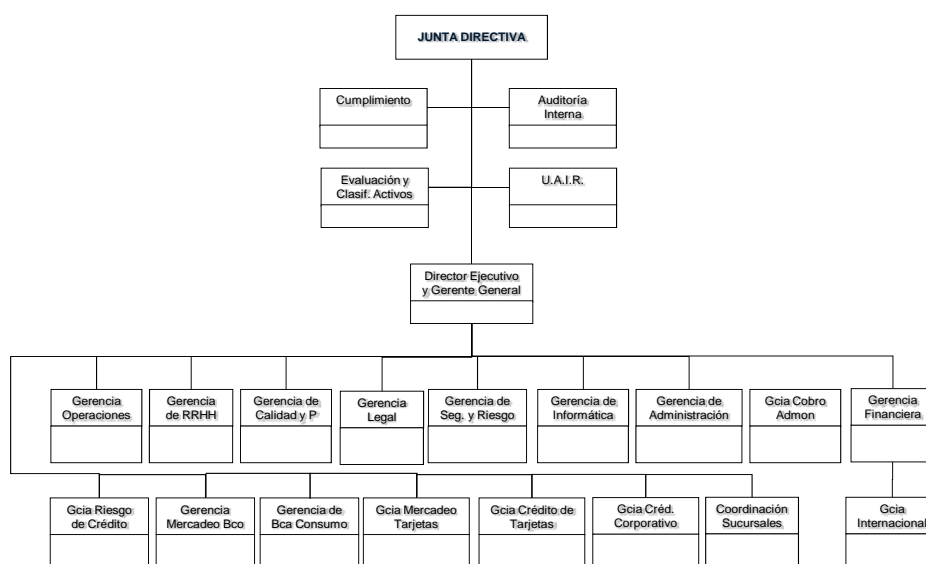 JUNTA DIRECTIVA
Cumplimiento
Auditoría
Interna
Evaluación y
Clasif. Activos
U.A.I.R.
Director Ejecutivo
y Gerente General
Gerencia
Operaciones
Gerencia
de RRHH
Gerencia de
Calidad y P
Gerencia
Legal
Gerencia de
Seg. y Riesgo
Gerencia de
Informática
Gerencia de
Administración
Gcia Cobro
Admon
Gerencia
Financiera
Gcia Riesgo
de Crédito
Gerencia
Mercadeo Bco
Gerencia de
Bca Consumo
Gcia Mercadeo
Tarjetas
Gcia Crédito de
Tarjetas
Gcia Créd.
Corporativo
Coordinación
Sucursales
Gcia
Internacional